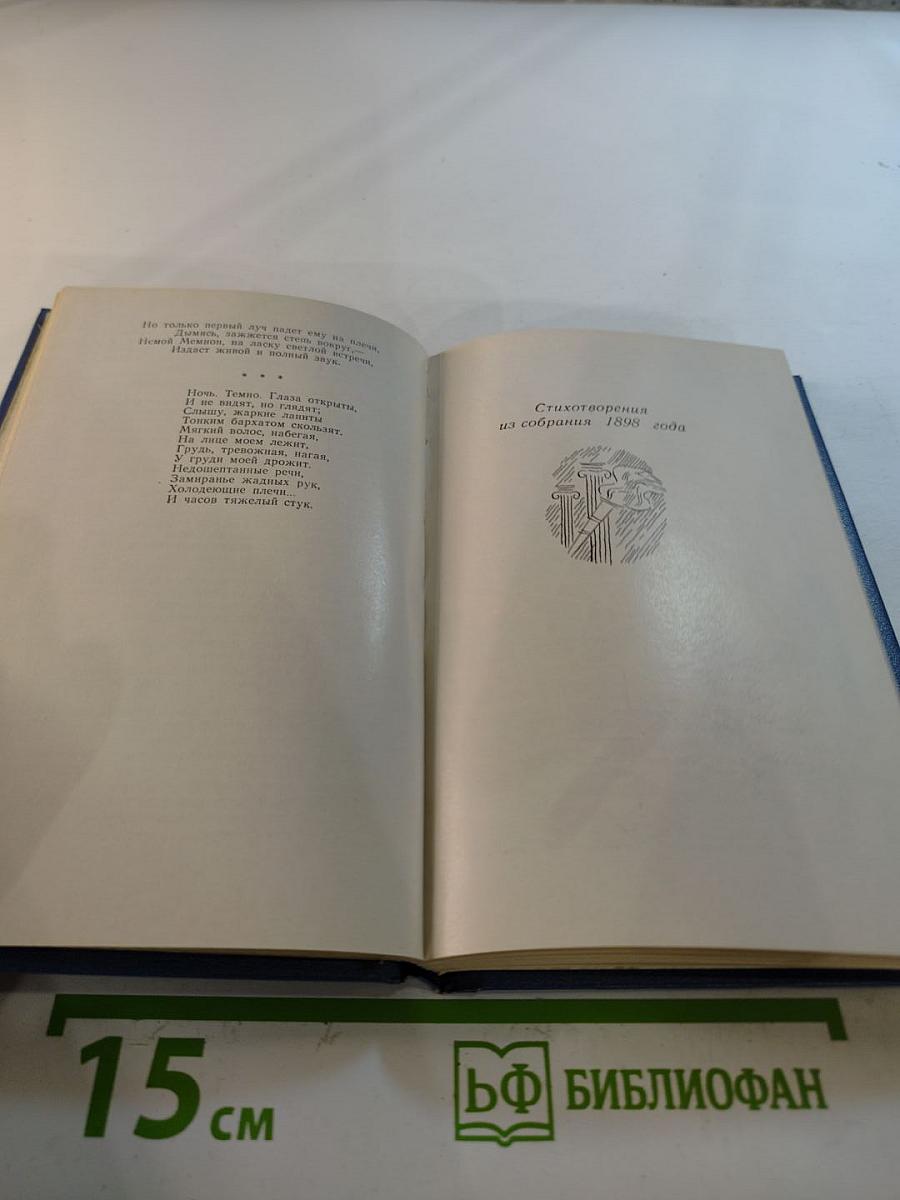 Но только первый луч падет ему на плечи,
Дымясь, зажжется степь вокруг,—
Немой Мемнон, на ласку светлой встречи,
Издаст живой и полный звук.
* * *
Ночь. Темно. Глаза открыты,
И не видят, но глядят;
Слышу, жаркие ланиты
Тонким бархатом скользят.
Мягкий волос, набегая,
На лице моем лежит,
Грудь, тревожная, нагая,
У груди моей дрожит.
Недошептанные речи,
Замиранье жадных рук,
Холодеющие плечи...
И часов тяжелый стук.
Стихотворения
из собрания 1898 года
15 см
ЬФ БИБЛИОФАН